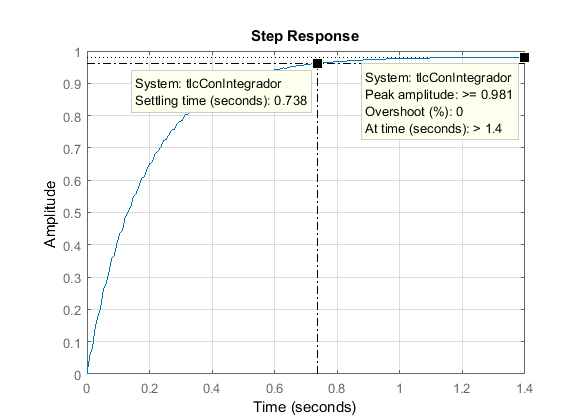 Step Response
1
0.9
0.8
0.7
0.6
0.5
0.4
0.3
0.2
0.1
0
Amplitude
System: tlcConIntegrador
Settling time (seconds): 0.738
System: tlcConIntegrador
Peak amplitude: >= 0.981
Overshoot (%): 0
At time (seconds): > 1.4
0 0.2 0.4 0.6 0.8 1 1.2 1.4
Time (seconds)